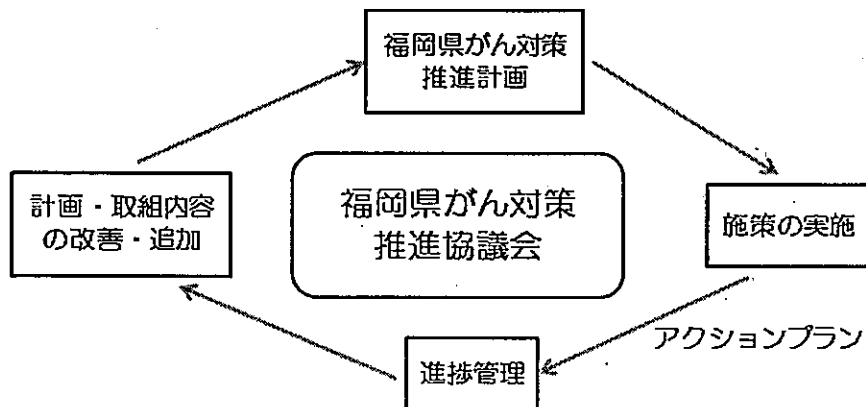 福岡県がん対策
推進計画
計画・取組内容
の改善・追加
福岡県がん対策
推進協議会
施策の実施
アクションプラン
進捗管理